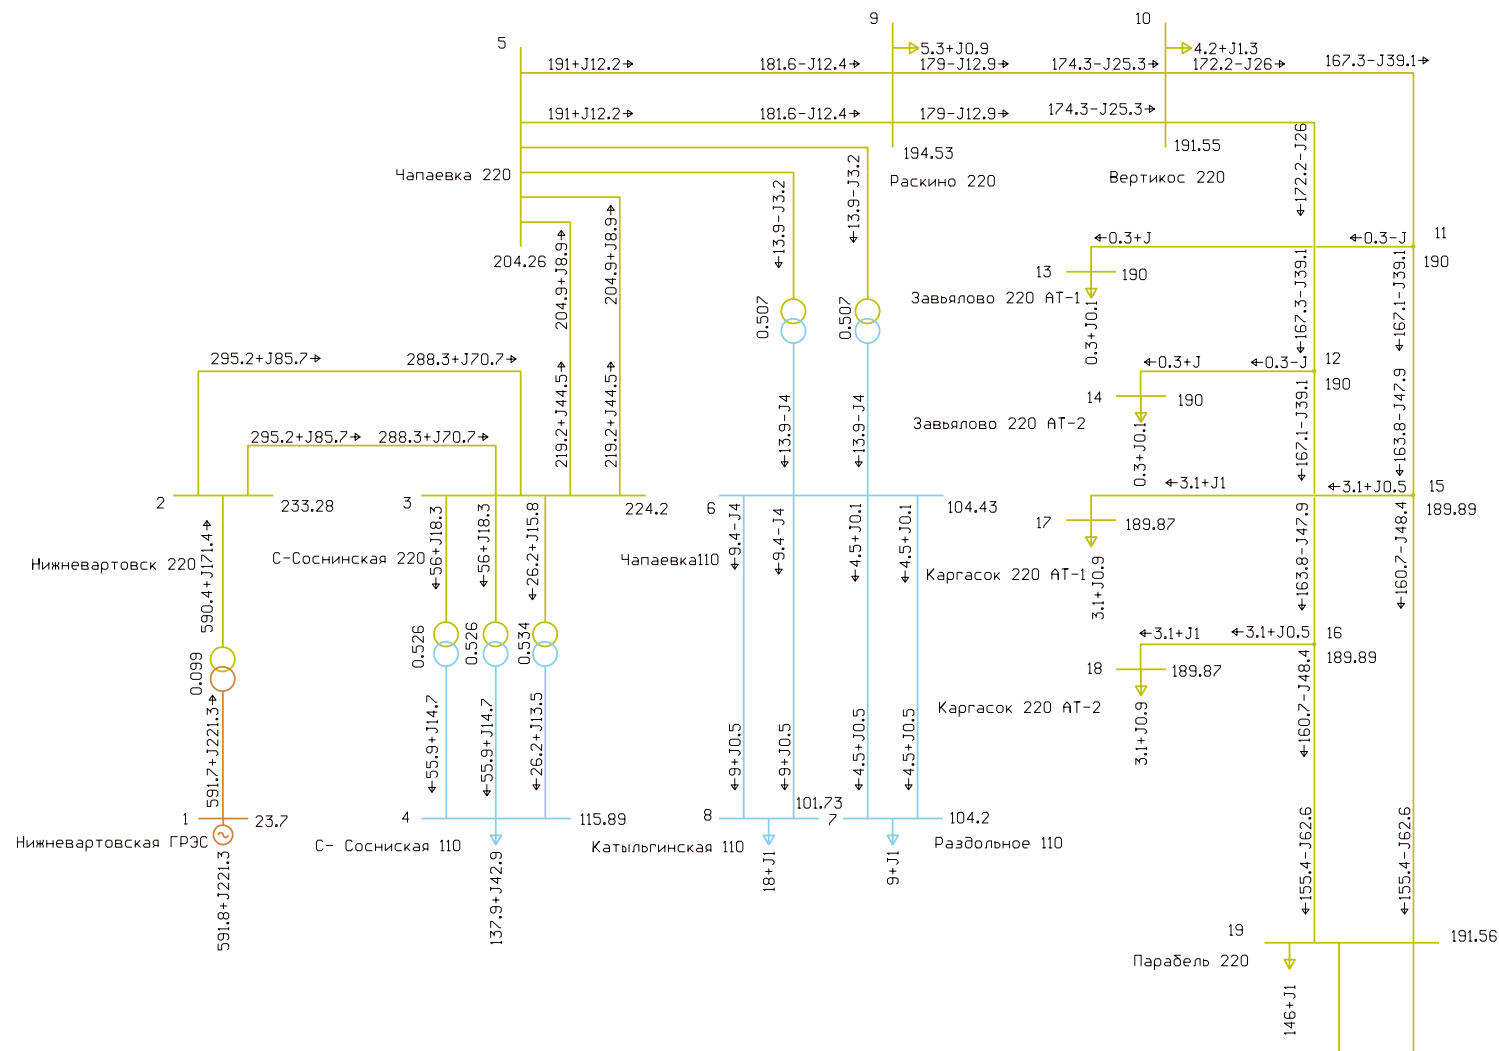 9
10
5
5.3+J0.9
4.2+J1.3
191+J12.2→
181.6-J12.4→
179-J12.9→
174.3-J25.3→
172.2-J26→
167.3-J39.1→
191+J12.2→
181.6-J12.4→
179-J12.9→
174.3-J25.3→
194.53
191.55
Чапаевка 220
Раскино 220
Вертикос 220
204.26
←13.9-J3.2
←13.9-J3.2
204.9+J8.9→
204.9+J8.9→
←172.2-J26
←0.3+J
←0.3-J
11
190
13
190
Завьялово 220 АТ-1
0.3+J0.1
←167.3-J39.1
←167.1-J39.1
0.507
0.507
295.2+J85.7→
288.3+J70.7→
219.2+J44.5→
219.2+J44.5→
←0.3+J
←0.3-J
12
190
14
190
Завьялово 220 АТ-2
0.3+J0.1
←13.9-J4
←13.9-J4
←167.1-J39.1
←163.8-J47.9
295.2+J85.7→
288.3+J70.7→
2
233.28
3
224.2
6
104.43
←3.1+J1
←3.1+J0.5
15
189.89
17
189.87
Нижневартовск 220
С-Соснинская 220
Чапаевка110
Каргасок 220 АТ-1
3.1+J0.9
590.4+J171.4→
←56+J18.3
←56+J18.3
←26.2+J15.8
←9.4-J4
←9.4-J4
←4.5+J0.1
←4.5+J0.1
←163.8-J47.9
←160.7-J48.4
0.099
0.526
0.526
0.534
←3.1+J1
←3.1+J0.5
16
189.89
18
189.87
Каргасок 220 АТ-2
3.1+J0.9
591.7+J221.3→
←55.9+J14.7
←55.9+J14.7
←26.2+J13.5
←9+J0.5
←9+J0.5
←4.5+J0.5
←4.5+J0.5
←160.7-J48.4
1
23.7
4
115.89
8
101.73
7
104.2
Нижневартовская ГРЭС
С- Сосниская 110
Катыльгинская 110
Раздольное 110
591.8+J221.3
137.9+J42.9
18+J1
9+J1
←155.4-J62.6
←155.4-J62.6
19
191.56
Парабель 220
146+J1